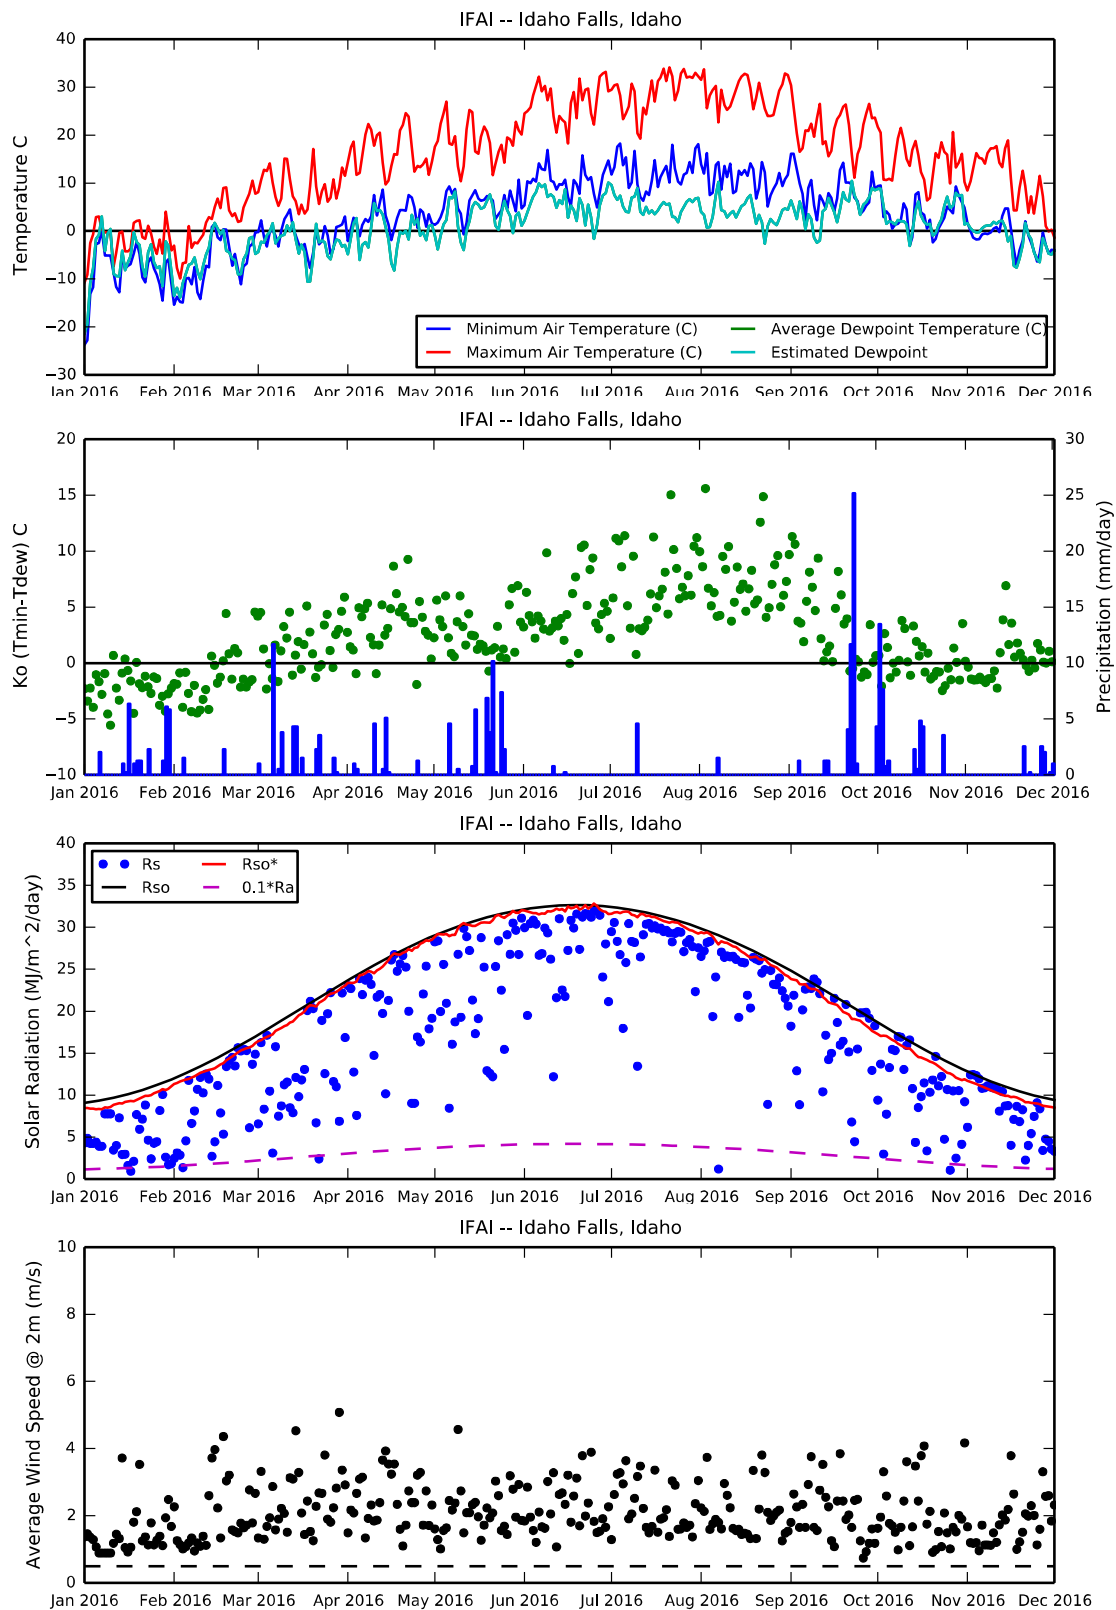 IFAI -- Idaho Falls, Idaho
40
30
20
10
0
−10
−20
−30
Temperature C
Minimum Air Temperature (C)
Maximum Air Temperature (C)
Average Dewpoint Temperature (C)
Estimated Dewpoint
Jan 2016 Feb 2016 Mar 2016 Apr 2016 May 2016 Jun 2016 Jul 2016 Aug 2016 Sep 2016 Oct 2016 Nov 2016 Dec 2016
IFAI -- Idaho Falls, Idaho
20
15
10
5
0
−5
−10
Ko (Tmin-Tdew) C
30
25
20
15
10
5
0
Precipitation (mm/day)
Jan 2016 Feb 2016 Mar 2016 Apr 2016 May 2016 Jun 2016 Jul 2016 Aug 2016 Sep 2016 Oct 2016 Nov 2016 Dec 2016
IFAI -- Idaho Falls, Idaho
40
35
30
25
20
15
10
5
0
Solar Radiation (MJ/m^2/day)
Rs
Rso
Rso*
0.1*Ra
Jan 2016 Feb 2016 Mar 2016 Apr 2016 May 2016 Jun 2016 Jul 2016 Aug 2016 Sep 2016 Oct 2016 Nov 2016 Dec 2016
IFAI -- Idaho Falls, Idaho
10
8
6
4
2
0
Average Wind Speed @ 2m (m/s)
Jan 2016 Feb 2016 Mar 2016 Apr 2016 May 2016 Jun 2016 Jul 2016 Aug 2016 Sep 2016 Oct 2016 Nov 2016 Dec 2016